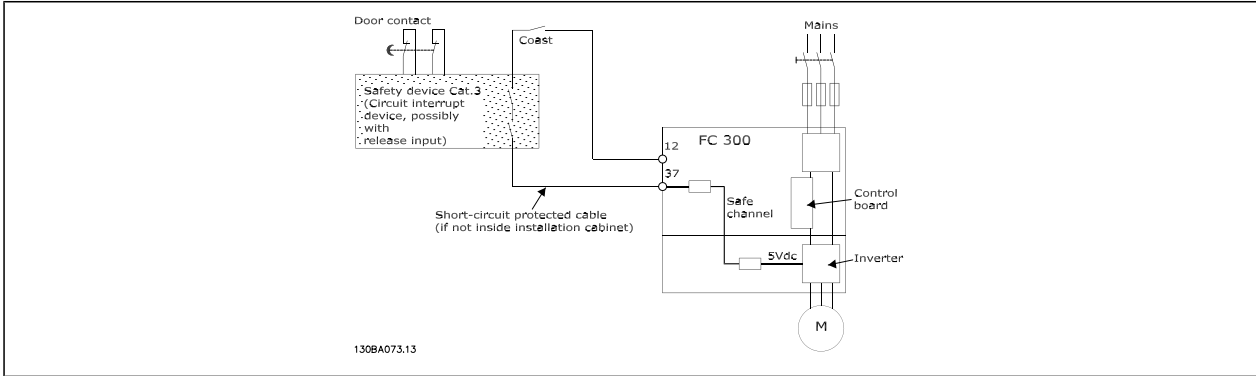 Door contact
Coast
Mains
Safety device Cat.3
(Circuit interrupt
device, possibly
with
release input)
FC 300
12
37
Safe
channel
Control
board
Short-circuit protected cable
(if not inside installation cabinet)
5Vdc
Inverter
M
130BA073.13